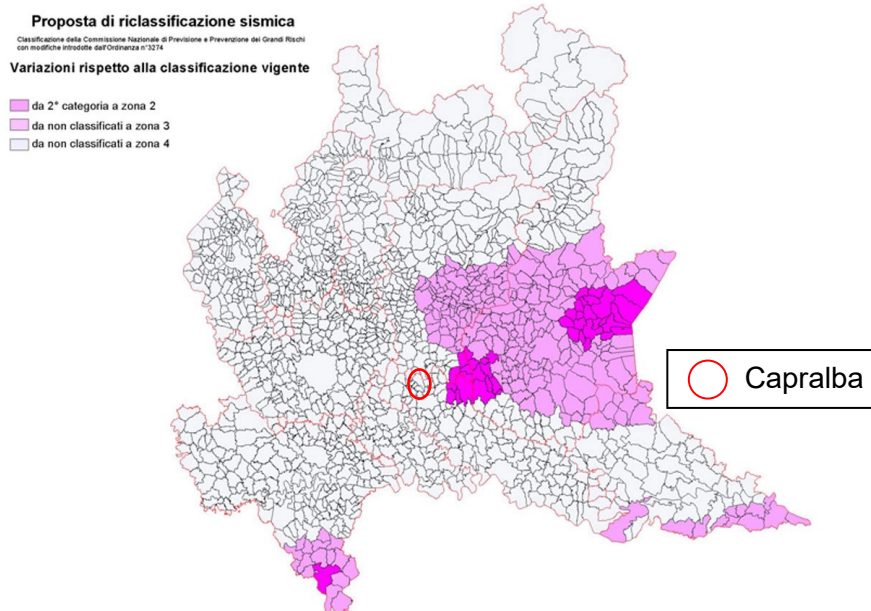 Proposta di riclassificazione sismica
Classificazione della Commissione Nazionale di Previsione e Prevenzione dei Grandi Rischi
con modifiche introdotte dall'Ordinanza n°3274
Variazioni rispetto alla classificazione vigente
da 2° categoria a zona 2
da non classificati a zona 3
da non classificati a zona 4
Capralba